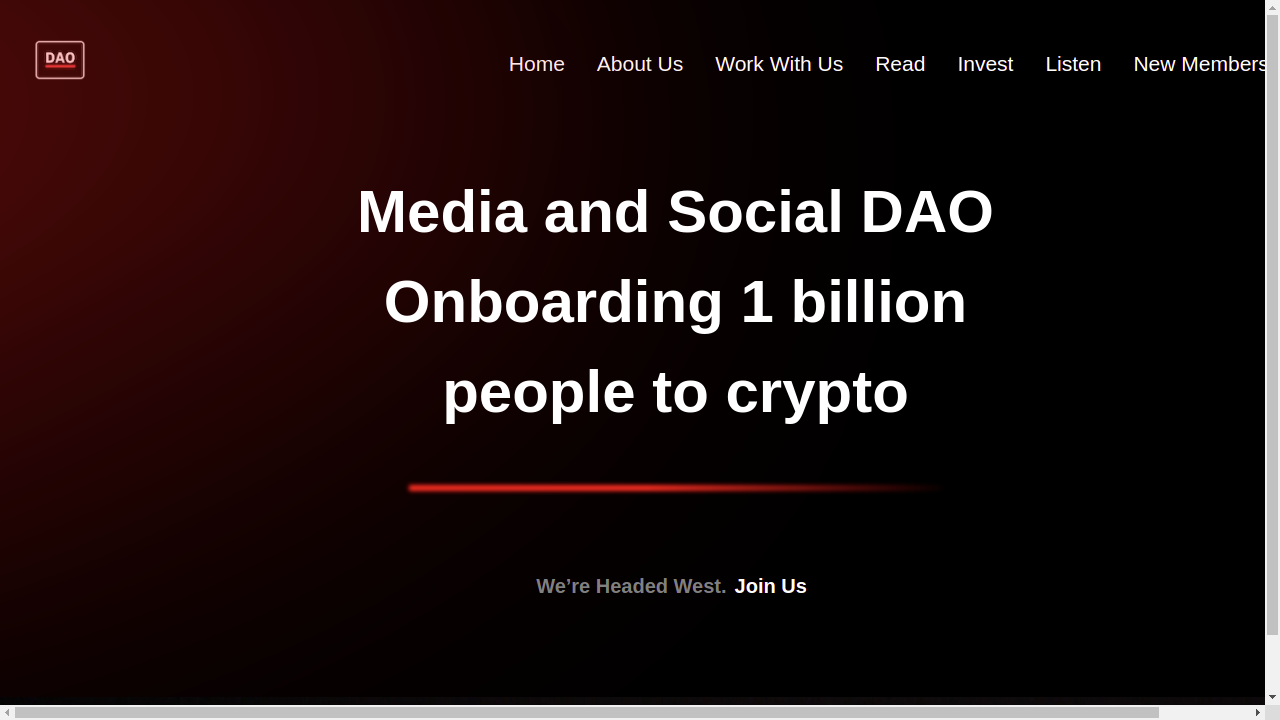 DAO
Home About Us Work With Us Read Invest Listen New Members
Media and Social DAO
Onboarding 1 billion
people to crypto
We’re Headed West. Join Us